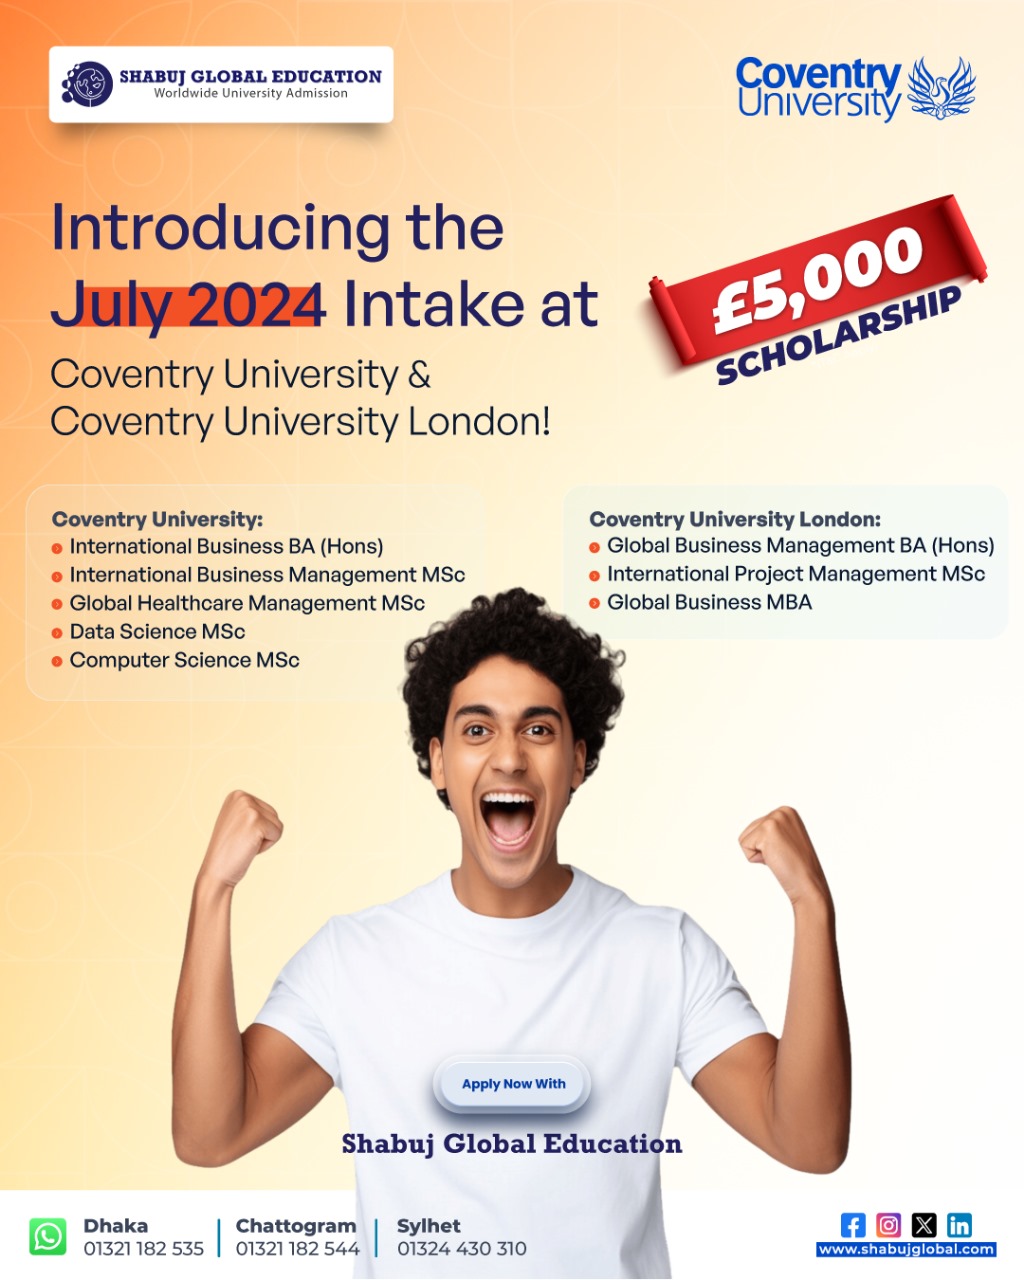 SHABUJ GLOBAL EDUCATION
Worldwide University Admission
Coventry
University
Introducing the
July 2024 Intake at
Coventry University &
Coventry University London!
£5,000
SCHOLARSHIP
Coventry University:
International Business BA (Hons)
International Business Management MSc
Global Healthcare Management MSc
Data Science MSc
Computer Science MSc
Coventry University London:
Global Business Management BA (Hons)
International Project Management MSc
Global Business MBA
Apply Now With
Shabuj Global Education
Dhaka
01321 182 535
Chattogram
01321 182 544
Sylhet
01324 430 310
www.shabujglobal.com